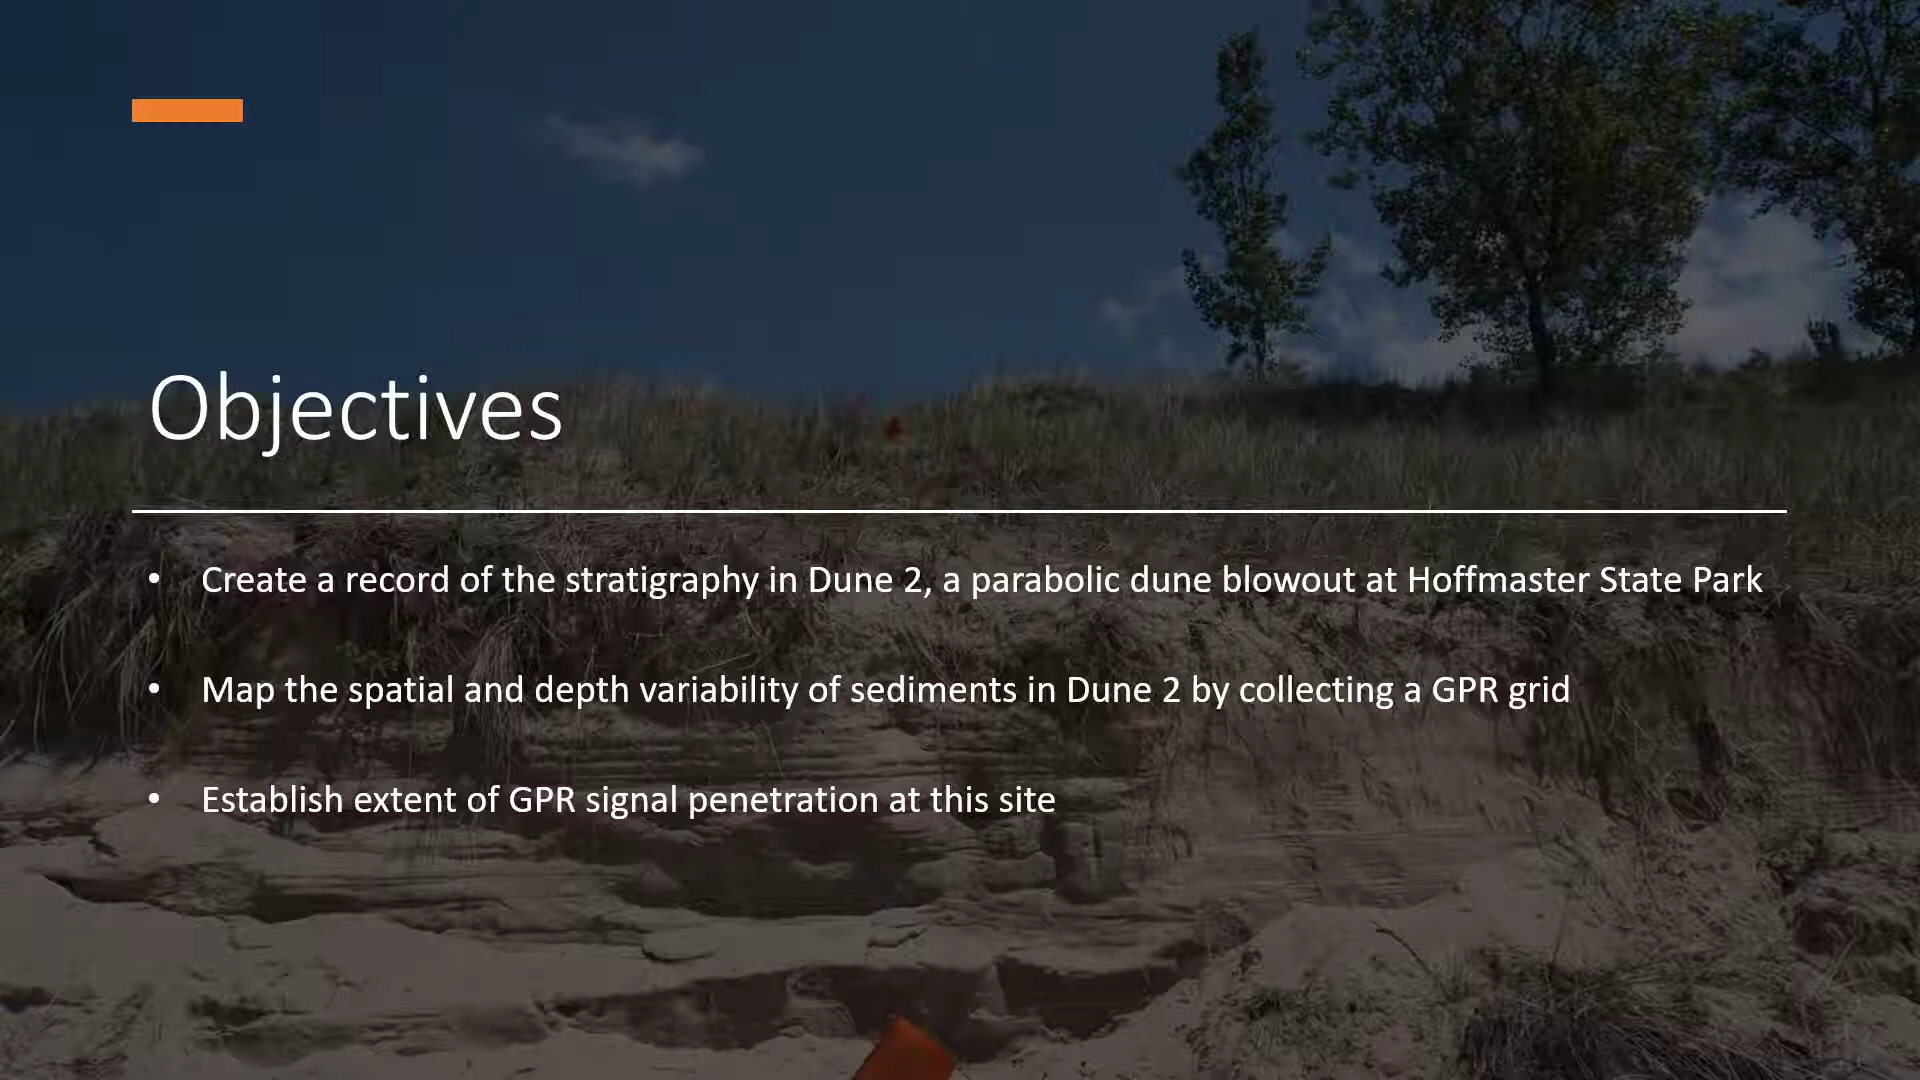 Objectives
• Create a record of the stratigraphy in Dune 2, a parabolic dune blowout at Hoffmaster State Park
• Map the spatial and depth variability of sediments in Dune 2 by collecting a GPR grid
• Establish extent of GPR signal penetration at this site